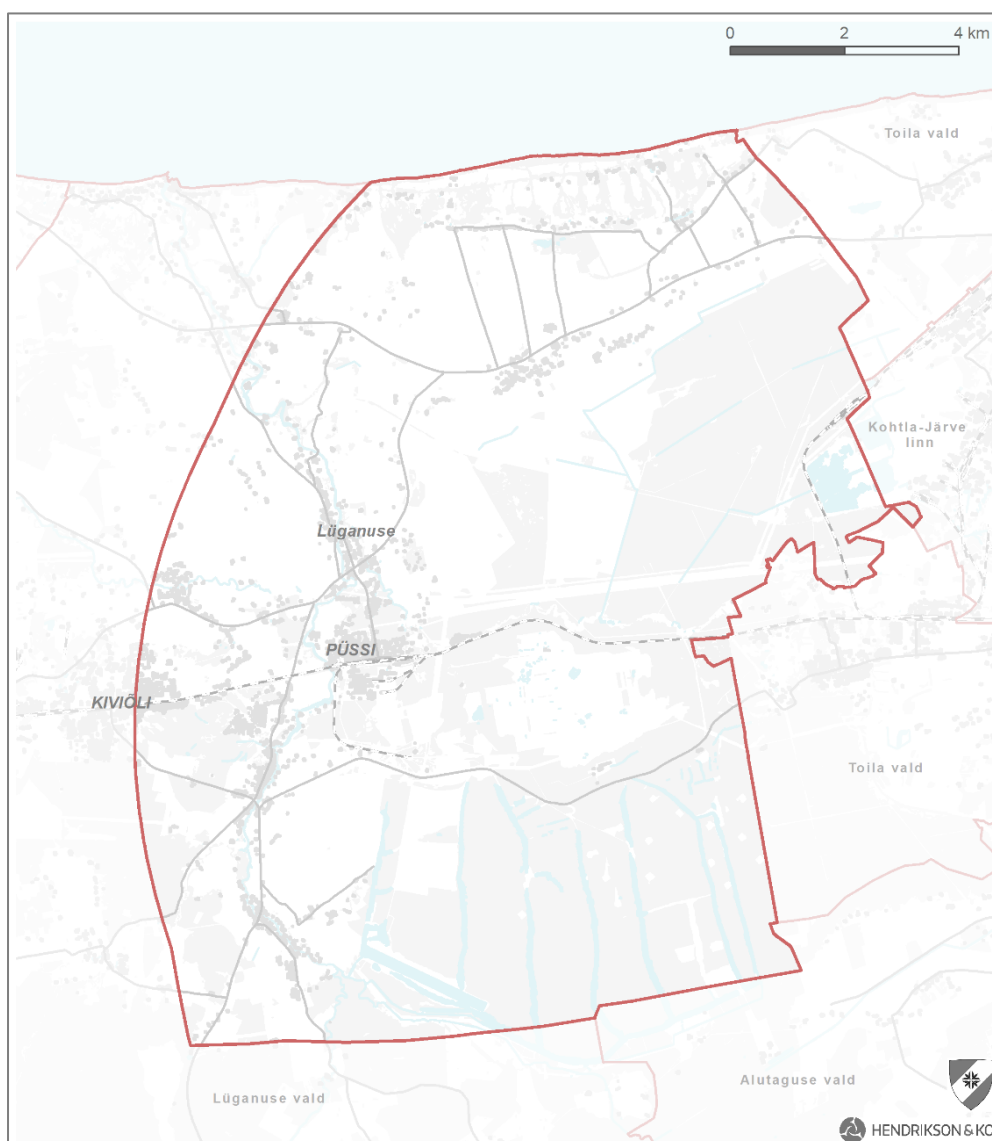 0 2 4 km
Toila vald
Kohtla-Järve
linn
Lüganuse
PÜSSI
KIVIÕLI
Toila vald
Alutaguse vald
Lüganuse vald
HENDRIKSON & KO